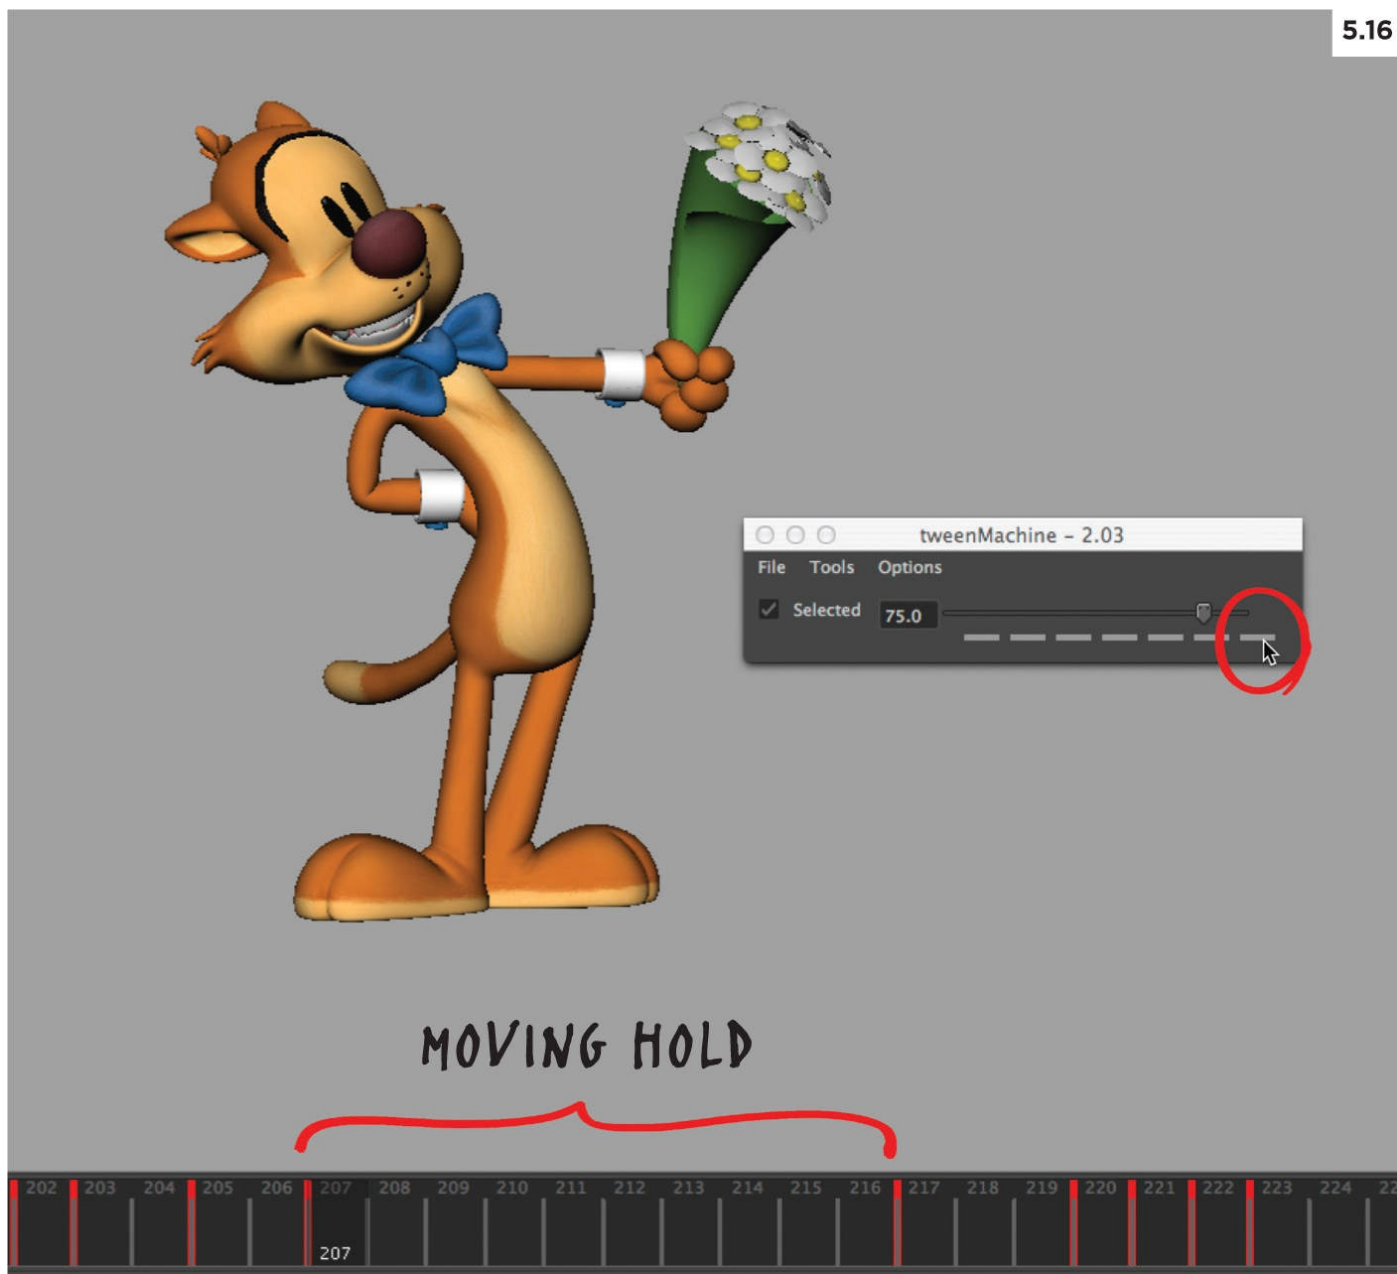 5.16
tweenMachine – 2.03
File Tools Options
Selected 75.0
MOVING HOLD
202 203 204 205 206 207 208 209 210 211 212 213 214 215 216 217 218 219 220 221 222 223 224 22
207